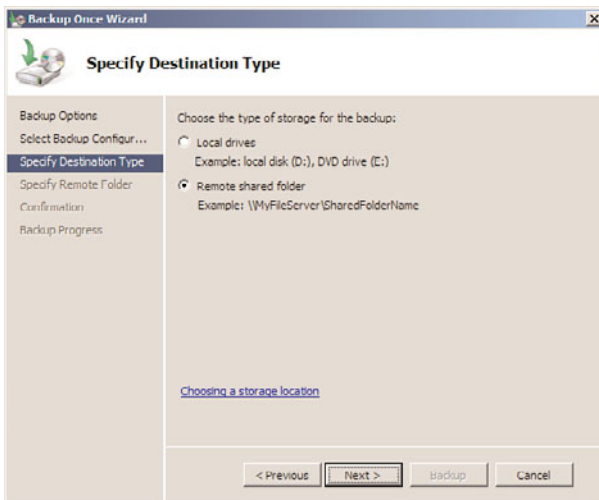 Backup Once Wizard
Specify Destination Type
Backup Options
Select Backup Configur...
Specify Destination Type
Specify Remote Folder
Confirmation
Backup Progress
Choose the type of storage for the backup:
Local drives
Example: local disk (D:), DVD drive (E:)
Remote shared folder
Example: \\MyFileServer\SharedFolderName
Choosing a storage location
< Previous
Next >
Backup
Cancel